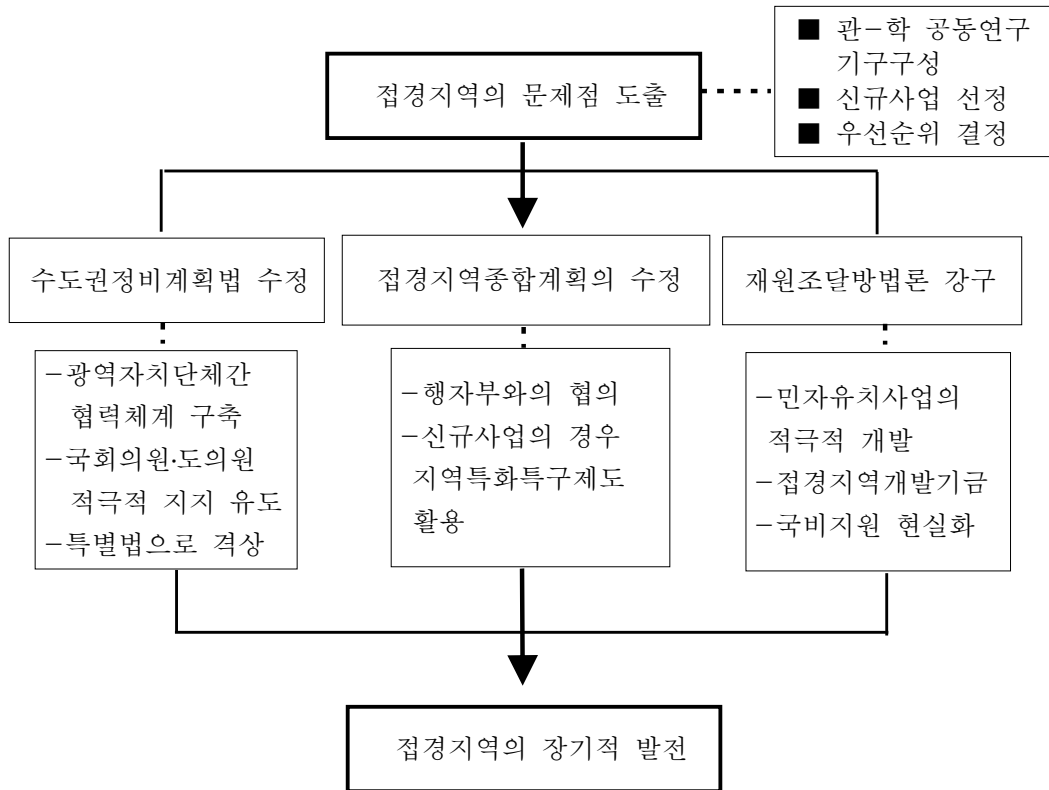 ■ 관-학 공동연구
기구구성
■ 신규사업 선정
■ 우선순위 결정
접경지역의 문제점 도출
수도권정비계획법 수정
접경지역종합계획의 수정
재원조달방법론 강구
-광역자치단체간
협력체계 구축
-국회의원·도의원
적극적 지지 유도
-특별법으로 격상
-행자부와의 협의
-신규사업의 경우
지역특화특구제도
활용
-민자유치사업의
적극적 개발
-접경지역개발기금
-국비지원 현실화
접경지역의 장기적 발전